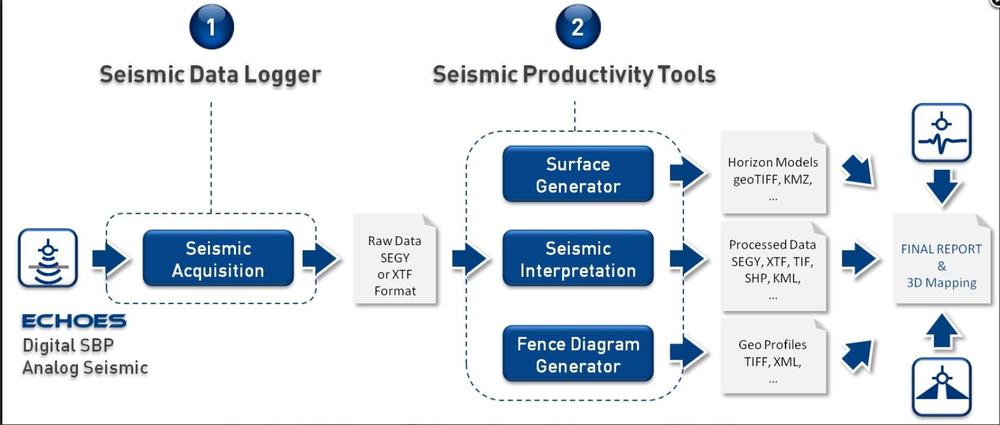 1
Seismic Data Logger
2
Seismic Productivity Tools
ECHOES
Digital SBP
Analog Seismic
Seismic
Acquisition
Raw Data
SEGY
or XTF
Format
Surface
Generator
Seismic
Interpretation
Fence Diagram
Generator
Horizon Models
geoTIFF, KMZ,
...
Processed Data
SEGY, XTF, TIF,
SHP, KML,
...
Geo Profiles
TIFF, XML,
...
FINAL REPORT
&
3D Mapping